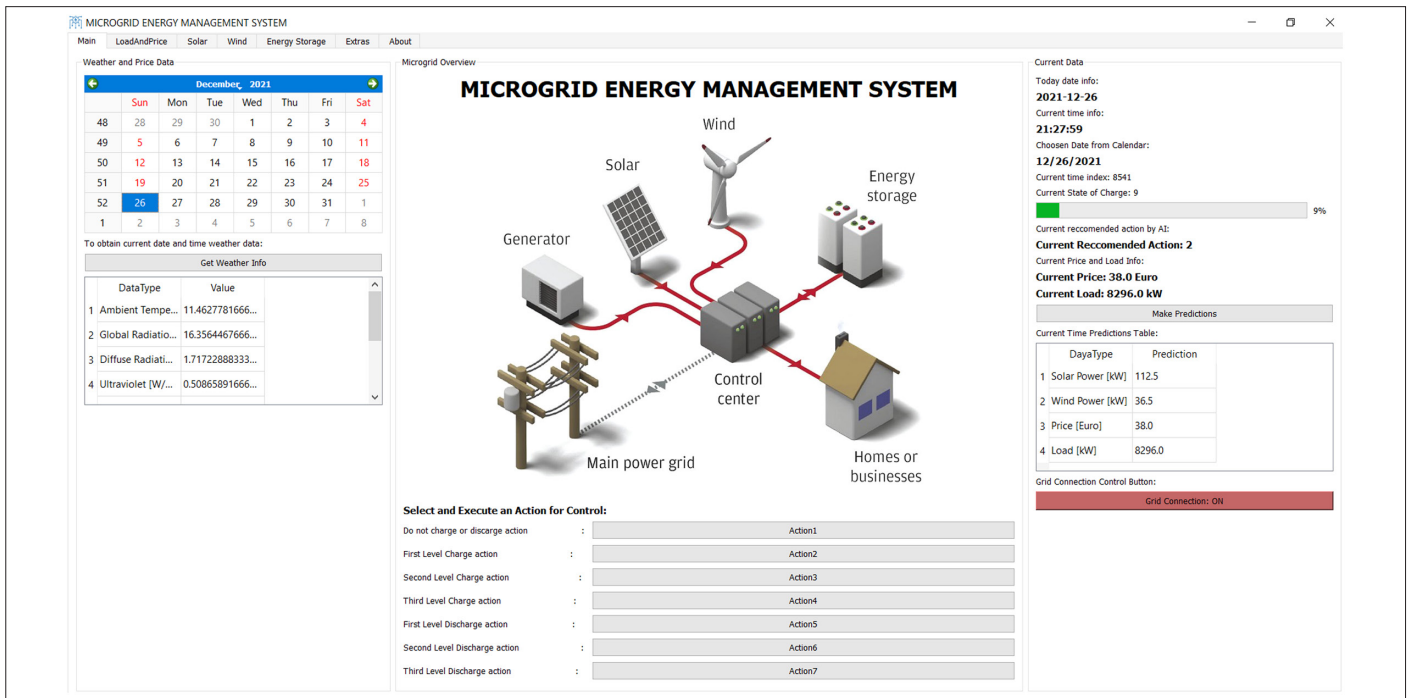 MICROGRID ENERGY MANAGEMENT SYSTEM
Main LoadAndPrice Solar Wind Energy Storage Extras About
Weather and Price Data
December, 2021
Sun Mon Tue Wed Thu Fri Sat
48 28 29 30 1 2 3 4
49 5 6 7 8 9 10 11
50 12 13 14 15 16 17 18
51 19 20 21 22 23 24 25
52 26 27 28 29 30 31 1
1 2 3 4 5 6 7 8
To obtain current date and time weather data:
Get Weather Info
DataType Value
1 Ambient Tempe... 11.4627781666...
2 Global Radiatio... 16.3564467666...
3 Diffuse Radiati... 1.71722888333...
4 Ultraviolet [W/... 0.50865891666...
Microgrid Overview
MICROGRID ENERGY MANAGEMENT SYSTEM
Wind
Solar
Energy
storage
Generator
Control
center
Main power grid
Homes or
businesses
Select and Execute an Action for Control:
Do not charge or discarge action : Action1
First Level Charge action : Action2
Second Level Charge action : Action3
Third Level Charge action : Action4
First Level Discharge action : Action5
Second Level Discharge action : Action6
Third Level Discharge action : Action7
Current Data
Today date info:
2021-12-26
Current time info:
21:27:59
Choosen Date from Calendar:
12/26/2021
Current time index: 8541
Current State of Charge: 9
9%
Current reccomended action by AI:
Current Reccomended Action: 2
Current Price and Load Info:
Current Price: 38.0 Euro
Current Load: 8296.0 kW
Make Predictions
Current Time Predictions Table:
DayaType Prediction
1 Solar Power [kW] 112.5
2 Wind Power [kW] 36.5
3 Price [Euro] 38.0
4 Load [kW] 8296.0
Grid Connection Control Button:
Grid Connection: ON